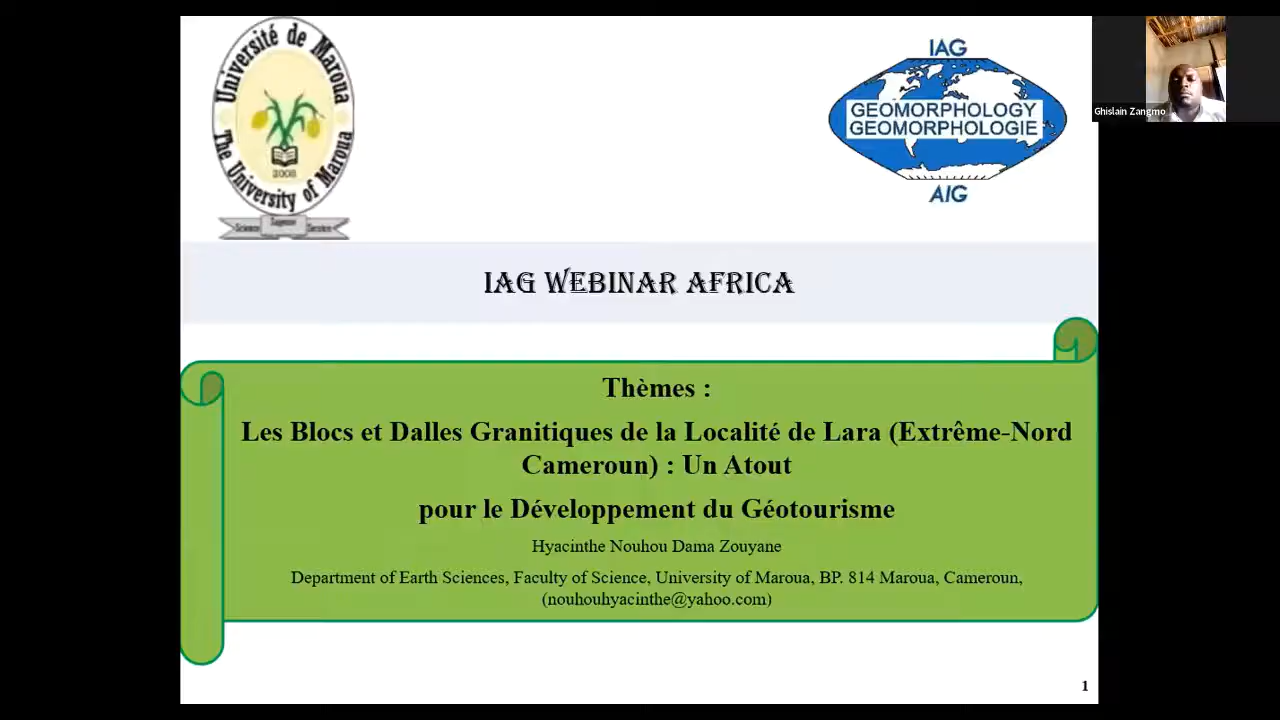 Université de Maroua
The University of Maroua
2008
Science Sagesse Service
IAG
GEOMORPHOLOGY
GEOMORPHOLOGIE
AIG
Ghislain Zangmo
IAG WEBINAR AFRICA
Thèmes :
Les Blocs et Dalles Granitiques de la Localité de Lara (Extrême-Nord
Cameroun) : Un Atout
pour le Développement du Géotourisme
Hyacinthe Nouhou Dama Zouyane
Department of Earth Sciences, Faculty of Science, University of Maroua, BP. 814 Maroua, Cameroun,
(nouhouhyacinthe@yahoo.com)
1